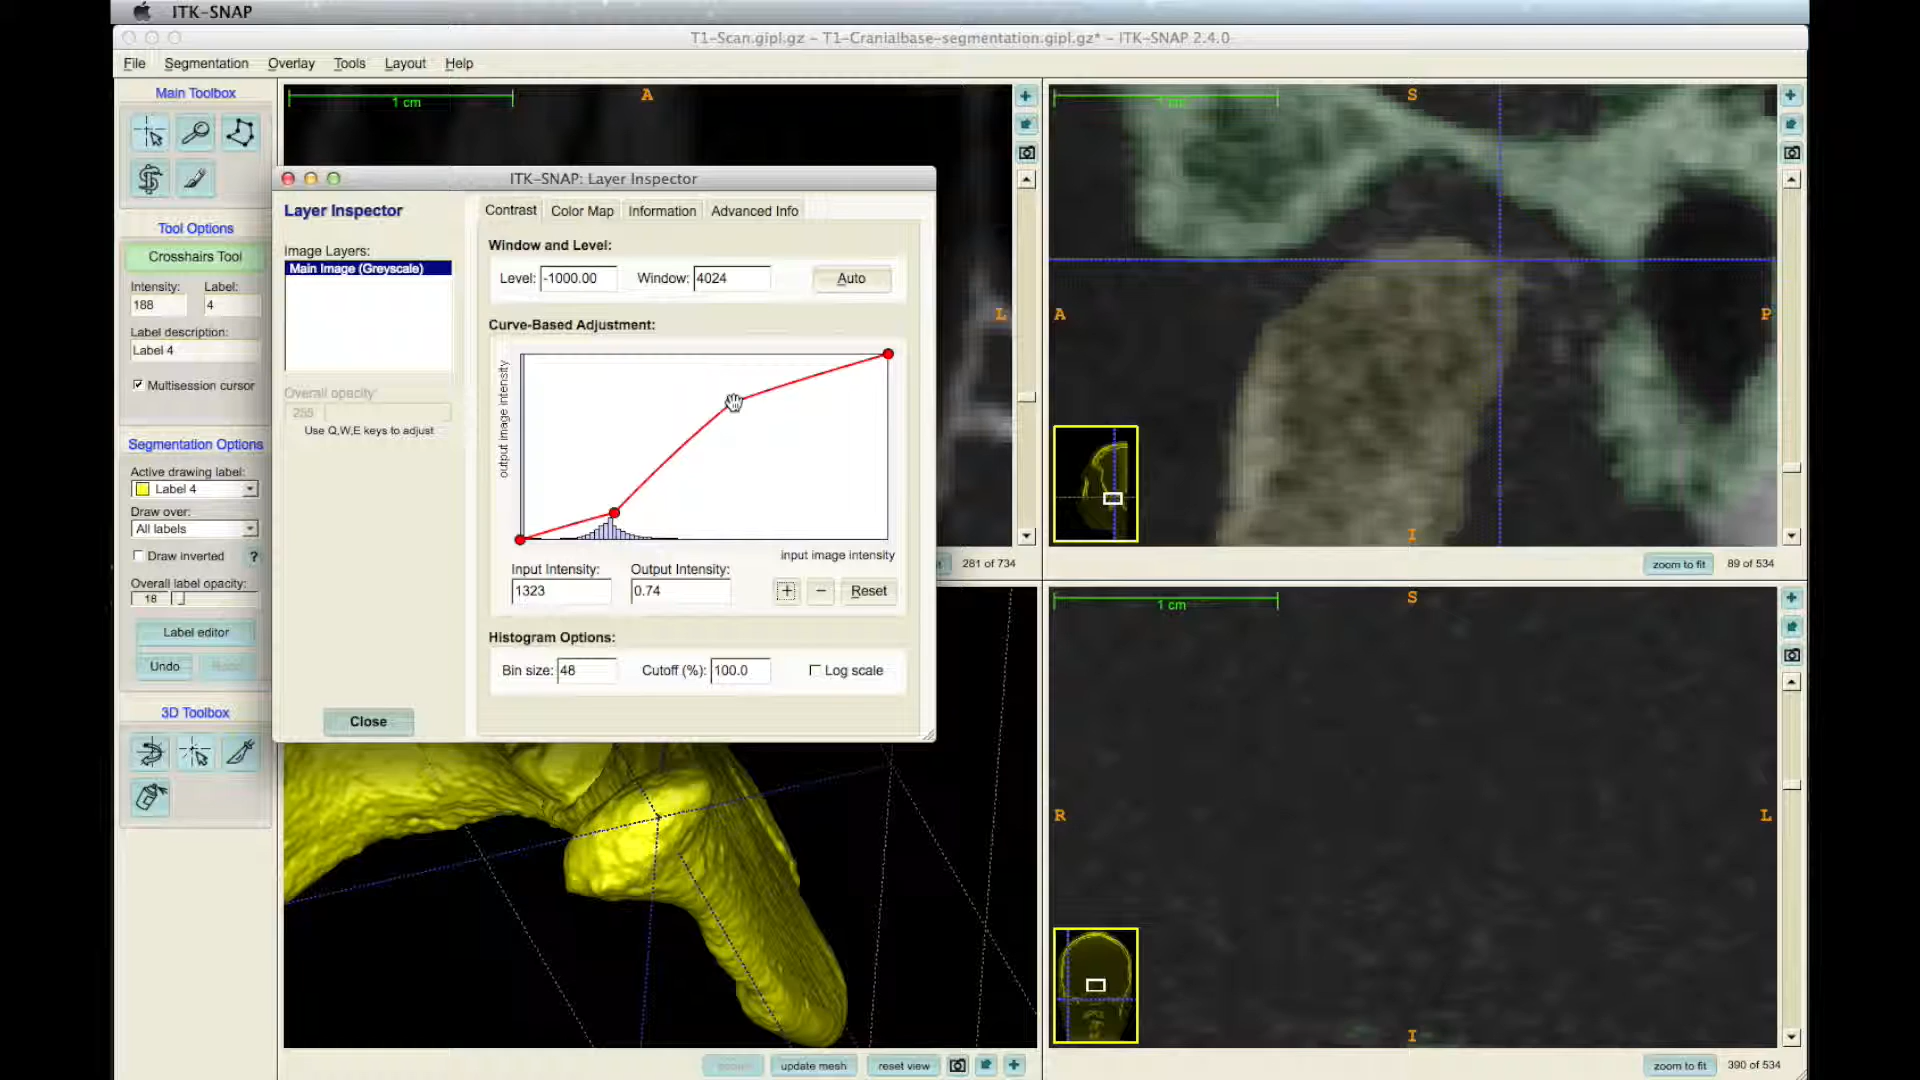 ITK-SNAP
T1-Scan.gipl.gz - T1-Cranialbase-segmentation.gipl.gz* - ITK-SNAP 2.4.0
File Segmentation Overlay Tools Layout Help
Main Toolbox
Tool Options
Crosshairs Tool
Intensity: Label:
188 4
Label description:
Label 4
Multisession cursor
Segmentation Options
Active drawing label:
Label 4
Draw over:
All labels
Draw inverted ?
Overall label opacity:
18
Label editor
Undo
3D Toolbox
1 cm
A
L
281 of 734
ITK-SNAP: Layer Inspector
Layer Inspector
Image Layers:
Main Image (Greyscale)
Overall opacity:
255
Use Q,W,E keys to adjust
Close
Contrast Color Map Information Advanced Info
Window and Level:
Level: -1000.00 Window: 4024 Auto
Curve-Based Adjustment:
output image intensity
input image intensity
Input Intensity: Output Intensity:
1323 0.74 + − Reset
Histogram Options:
Bin size: 48 Cutoff (%): 100.0 Log scale
1 cm
S
A
P
I
zoom to fit 89 of 534
update mesh reset view
1 cm
S
R
L
I
zoom to fit 390 of 534